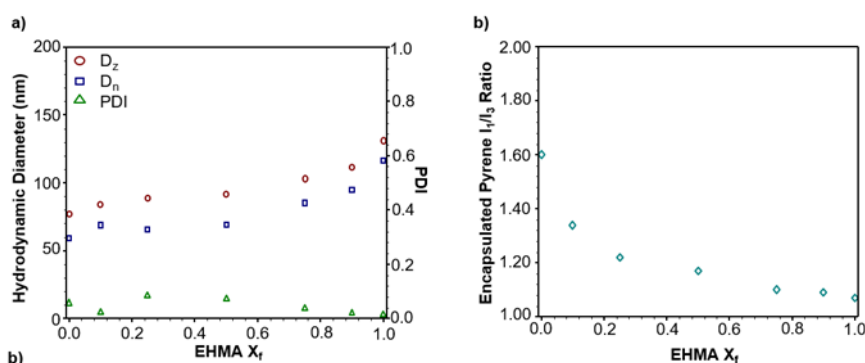 a)
200
150
100
50
0
Hydrodynamic Diameter (nm)
D_z
D_n
PDI
1.0
0.8
0.6
0.4
0.2
0.0
PDI
0.0 0.2 0.4 0.6 0.8 1.0
EHMA X_f
b)
b)
2.00
1.80
1.60
1.40
1.20
1.00
Encapsulated Pyrene I_1/I_3 Ratio
0.0 0.2 0.4 0.6 0.8 1.0
EHMA X_f